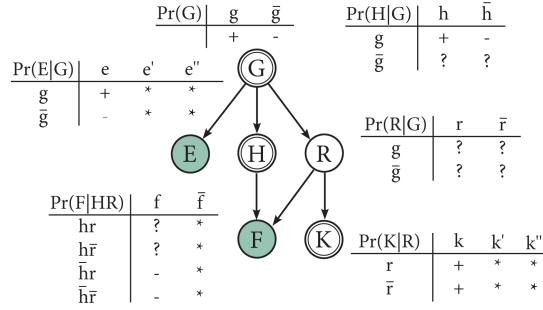 Pr(G) g ḡ
+ -
Pr(H|G) h h̄
g + -
ḡ ? ?
Pr(E|G) e e' e''
g + * *
ḡ - * *
G
Pr(R|G) r r̄
g ? ?
ḡ ? ?
E H R
Pr(F|HR) f f̄
hr ? *
hr̄ ? *
h̄r - *
h̄r̄ - *
F K
Pr(K|R) k k' k''
r + * *
r̄ + * *